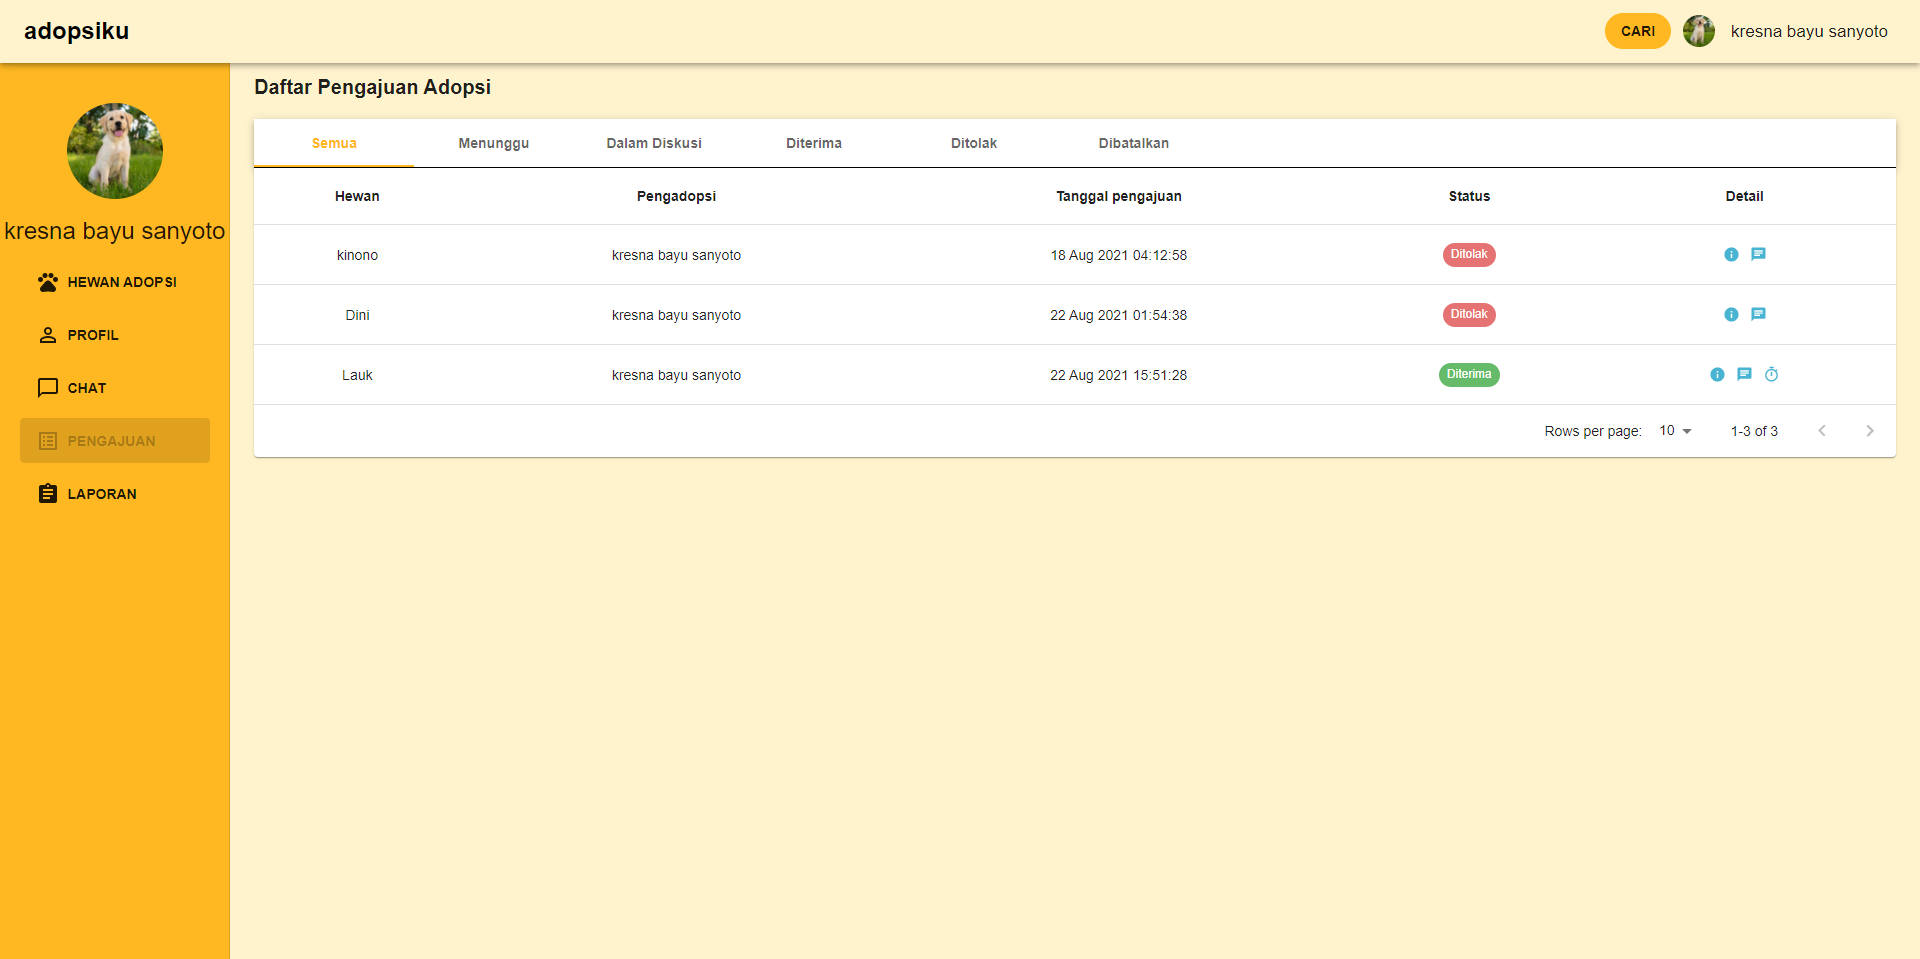 adopsiku
CARI
kresna bayu sanyoto
kresna bayu sanyoto
HEWAN ADOPSI
PROFIL
CHAT
PENGAJUAN
LAPORAN
Daftar Pengajuan Adopsi
Semua Menunggu Dalam Diskusi Diterima Ditolak Dibatalkan
Hewan Pengadopsi Tanggal pengajuan Status Detail
kinono kresna bayu sanyoto 18 Aug 2021 04:12:58 Ditolak
Dini kresna bayu sanyoto 22 Aug 2021 01:54:38 Ditolak
Lauk kresna bayu sanyoto 22 Aug 2021 15:51:28 Diterima
Rows per page: 10 1-3 of 3